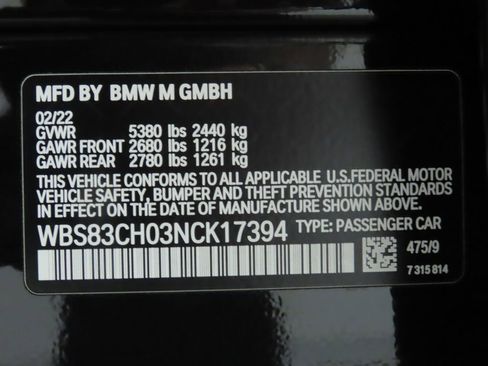 MFD BY BMW M GMBH
02/22
GVWR 5380 lbs 2440 kg
GAWR FRONT 2680 lbs 1216 kg
GAWR REAR 2780 lbs 1261 kg
THIS VEHICLE CONFORMS TO ALL APPLICABLE U.S.FEDERAL MOTOR
VEHICLE SAFETY, BUMPER AND THEFT PREVENTION STANDARDS
IN EFFECT ON THE DATE OF MANUFACTURE SHOWN ABOVE.
WBS83CH03NCK17394 TYPE: PASSENGER CAR
475/9
7 315 814